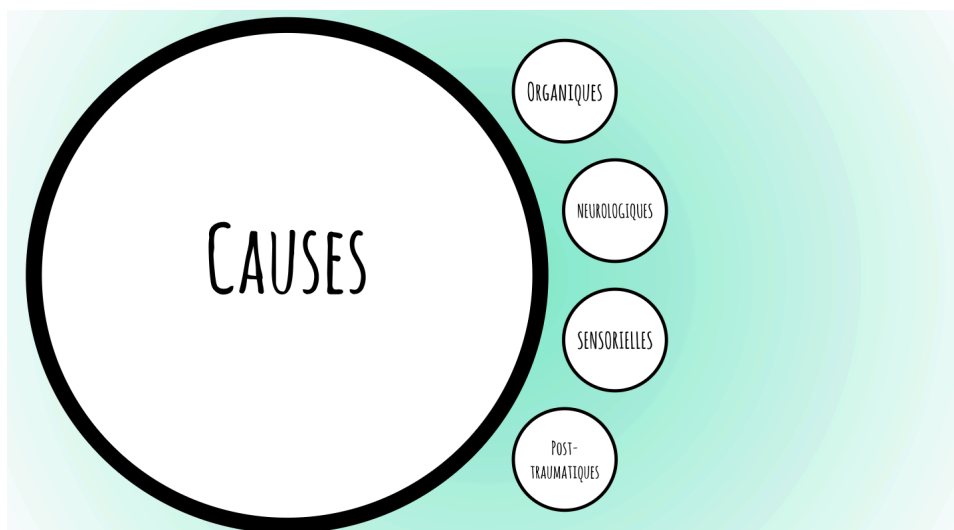 Causes
Organiques
neurologiques
sensorielles
Post-
traumatiques